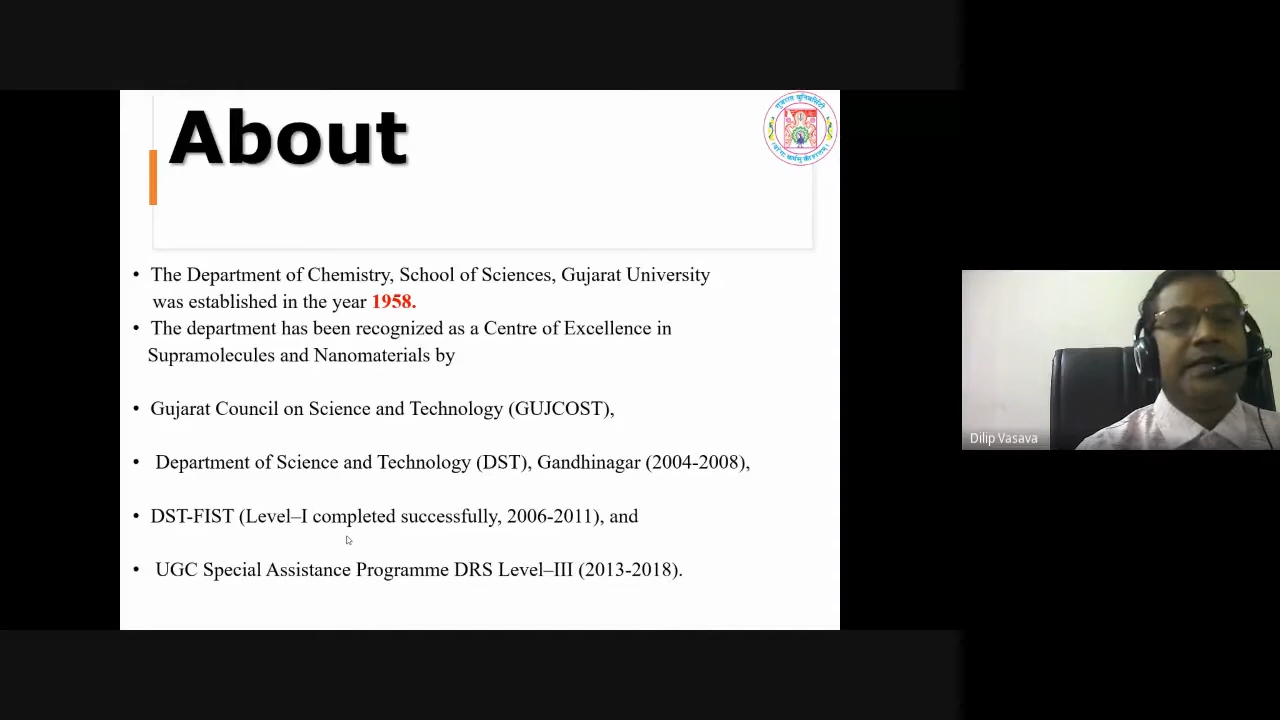 About
गुजरात युनिवर्सिटी
• The Department of Chemistry, School of Sciences, Gujarat University
was established in the year 1958.
• The department has been recognized as a Centre of Excellence in
Supramolecules and Nanomaterials by
• Gujarat Council on Science and Technology (GUJCOST),
• Department of Science and Technology (DST), Gandhinagar (2004-2008),
• DST-FIST (Level–I completed successfully, 2006-2011), and
• UGC Special Assistance Programme DRS Level–III (2013-2018).
Dilip Vasava